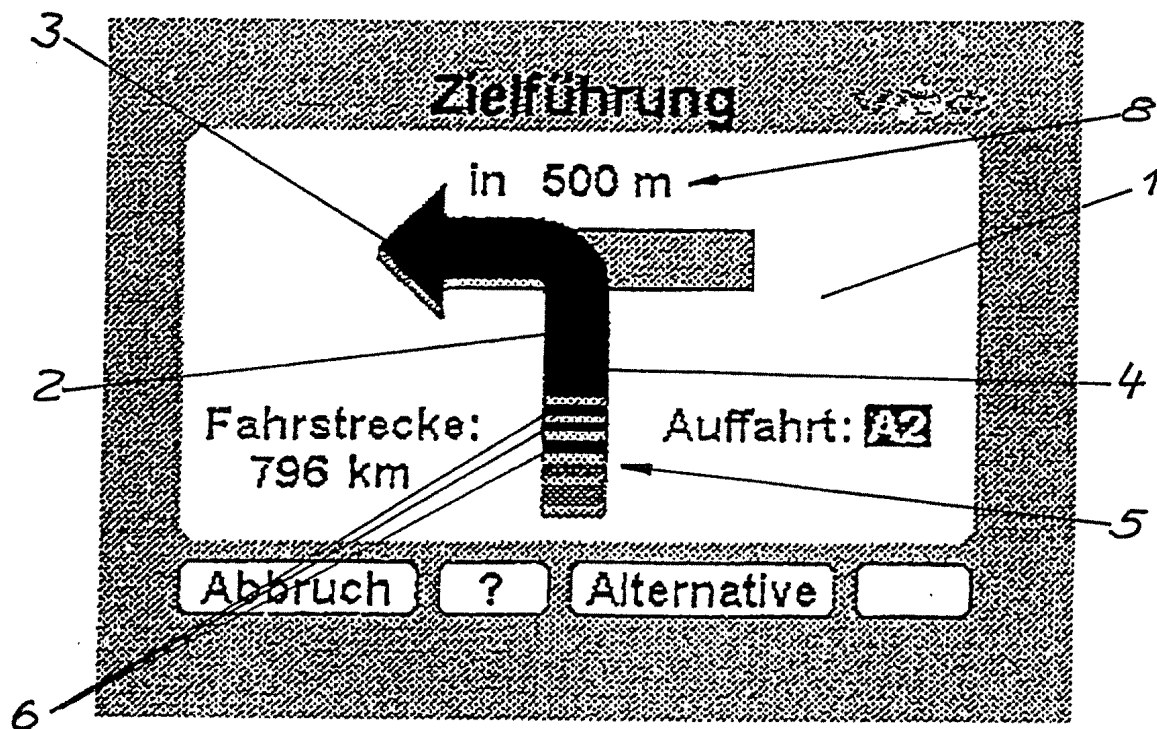 3
Zielführung
8
in 500 m
1
2
4
Fahrstrecke:
796 km
Auffahrt: A2
5
Abbruch ? Alternative
6